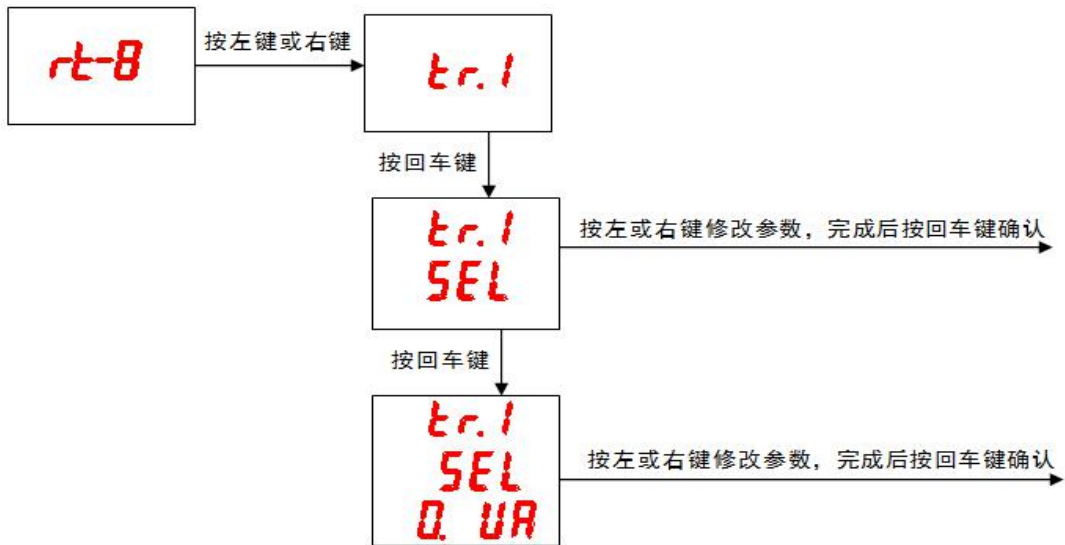 rt-8
按左键或右键
tr.1
按回车键
tr.1
SEL
按左或右键修改参数，完成后按回车键确认
按回车键
tr.1
SEL
0. UA
按左或右键修改参数，完成后按回车键确认